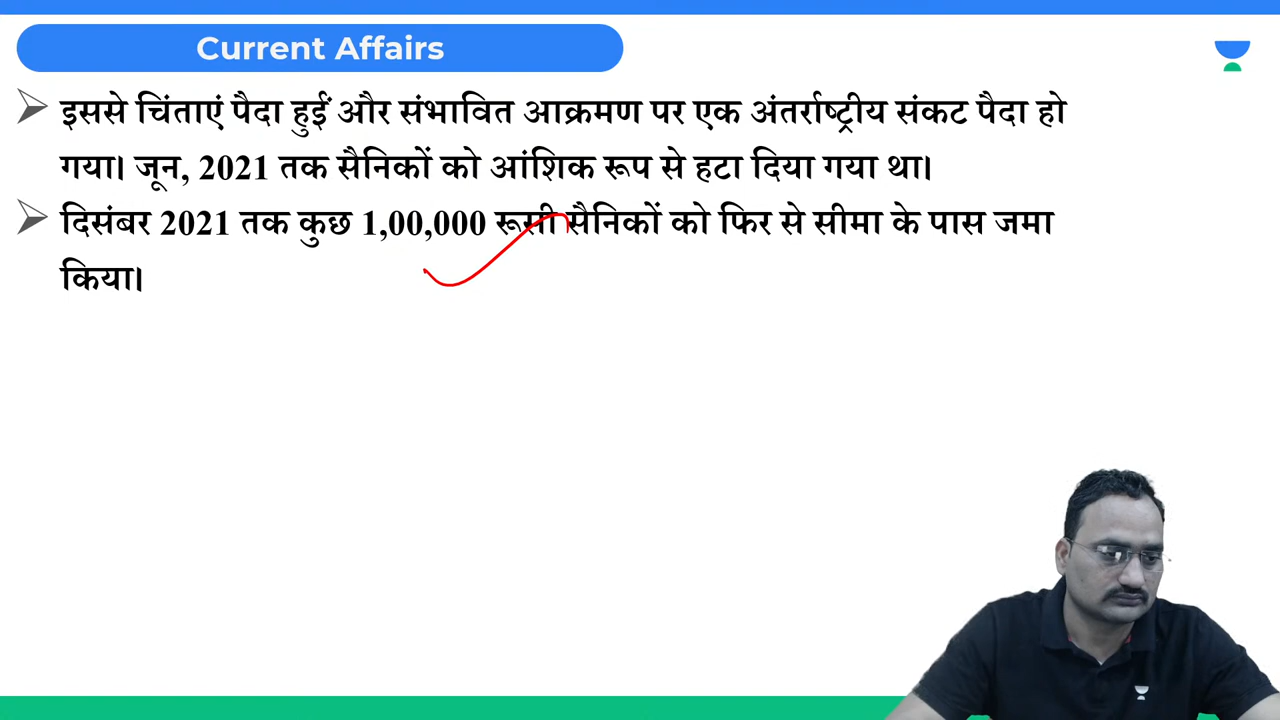 Current Affairs
इससे चिंताएं पैदा हुईं और संभावित आक्रमण पर एक अंतर्राष्ट्रीय संकट पैदा हो
गया। जून, 2021 तक सैनिकों को आंशिक रूप से हटा दिया गया था।
दिसंबर 2021 तक कुछ 1,00,000 रूसी सैनिकों को फिर से सीमा के पास जमा
किया।